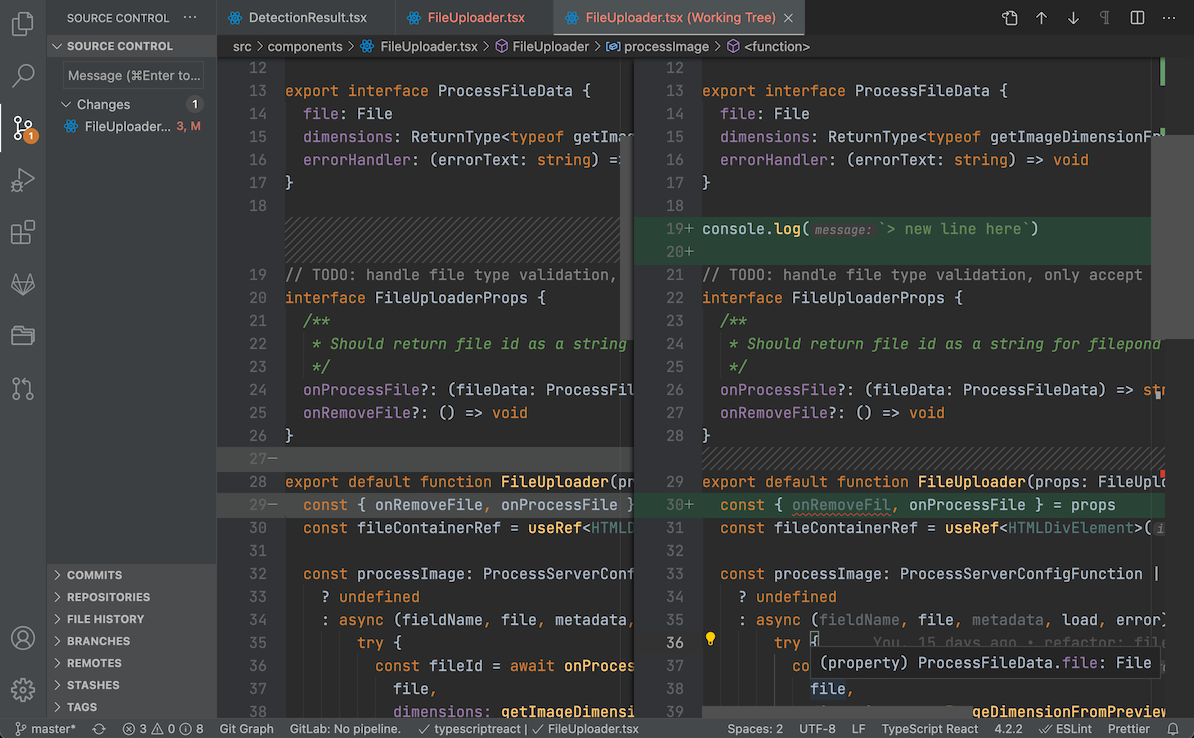 SOURCE CONTROL ···
DetectionResult.tsx
FileUploader.tsx
FileUploader.tsx (Working Tree)
SOURCE CONTROL
src > components > FileUploader.tsx > FileUploader > processImage > <function>
Message (⌘Enter to...
Changes 1
FileUploader... 3, M
1
12
13 export interface ProcessFileData {
14 file: File
15 dimensions: ReturnType<typeof getIma
16 errorHandler: (errorText: string) =>
17 }
18
19 // TODO: handle file type validation,
20 interface FileUploaderProps {
21 /**
22 * Should return file id as a string
23 */
24 onProcessFile?: (fileData: ProcessFil
25 onRemoveFile?: () => void
26 }
27−
28 export default function FileUploader(pr
29− const { onRemoveFile, onProcessFile }
30 const fileContainerRef = useRef<HTMLD
31
32 const processImage: ProcessServerConf
33 ? undefined
34 : async (fieldName, file, metadata,
35 try {
36 const fileId = await onProces
37 file,
38 dimensions: getImageDimensi
12
13 export interface ProcessFileData {
14 file: File
15 dimensions: ReturnType<typeof getImageDimensionFr
16 errorHandler: (errorText: string) => void
17 }
18
19+ console.log( message: `> new line here`)
20+
21 // TODO: handle file type validation, only accept
22 interface FileUploaderProps {
23 /**
24 * Should return file id as a string for filepond
25 */
26 onProcessFile?: (fileData: ProcessFileData) => str
27 onRemoveFile?: () => void
28 }
29 export default function FileUploader(props: FileUplo
30+ const { onRemoveFil, onProcessFile } = props
31 const fileContainerRef = useRef<HTMLDivElement>(
32
33 const processImage: ProcessServerConfigFunction |
34 ? undefined
35 : async (fieldName, file, metadata, load, error)
36 try { You, 15 days ago • refactor: file
37 co
(property) ProcessFileData.file: File
38 file,
39 geDimensionFromPreview
COMMITS
REPOSITORIES
FILE HISTORY
BRANCHES
REMOTES
STASHES
TAGS
master* 3 0 8 Git Graph GitLab: No pipeline. ✓ typescriptreact | ✓ FileUploader.tsx Spaces: 2 UTF-8 LF TypeScript React 4.2.2 ESLint Prettier